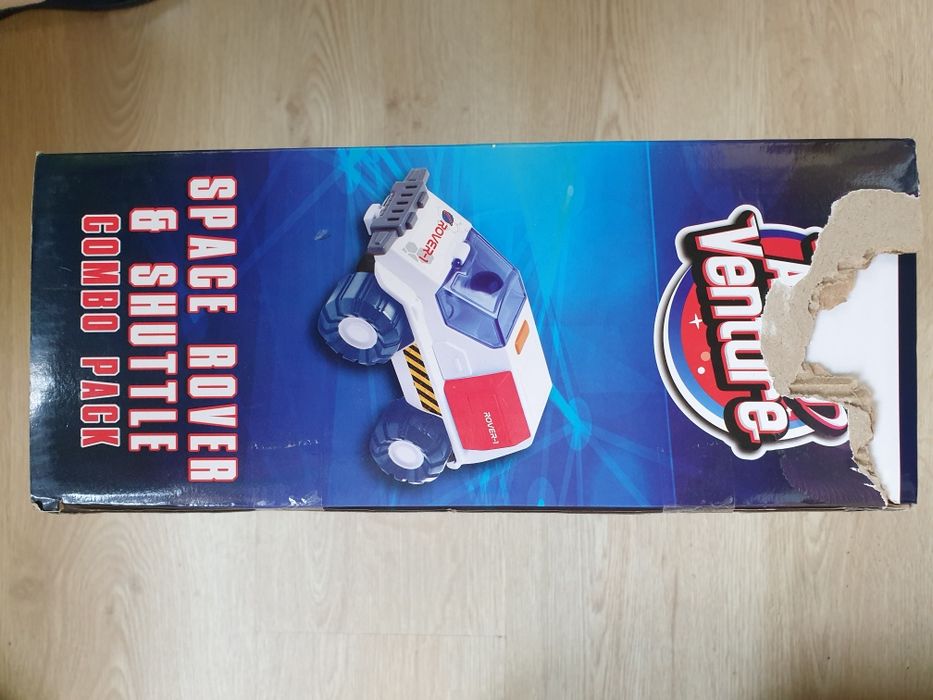 Venture
ROVER-1
ROVER-1
SPACE ROVER
& SHUTTLE
COMBO PACK